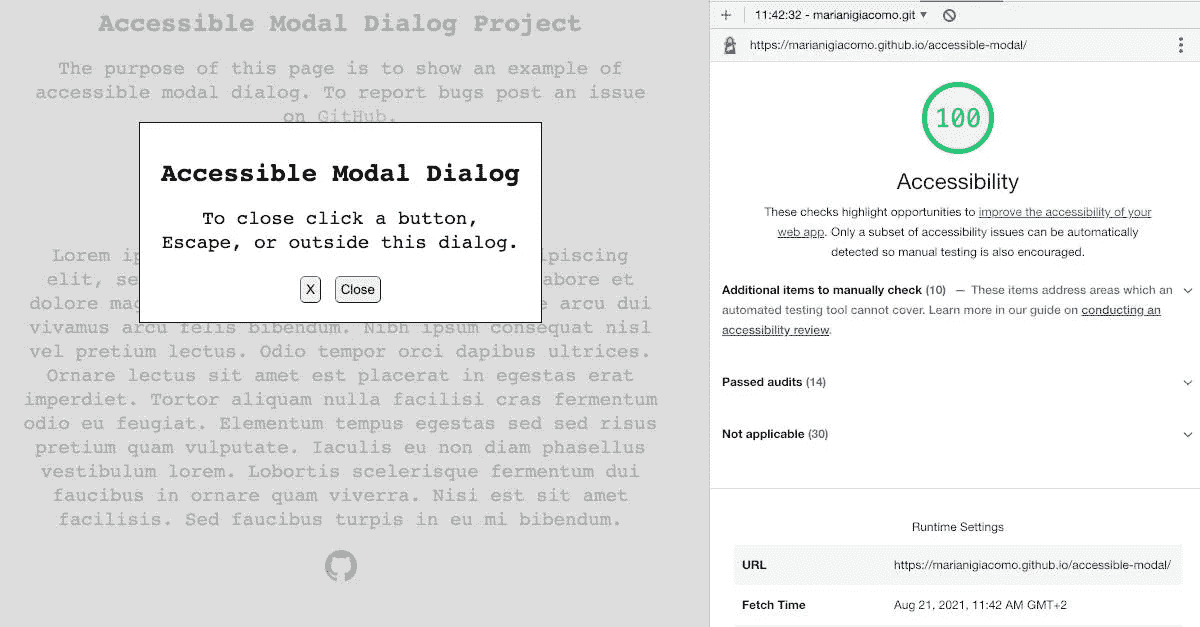 Accessible Modal Dialog Project
The purpose of this page is to show an example of
accessible modal dialog. To report bugs post an issue
on GitHub.
Accessible Modal Dialog
To close click a button,
Escape, or outside this dialog.
X Close
Lorem ip ipiscing
elit, se abore et
dolore mag e arcu dui
vivamus arcu felis bibendum. Nibh ipsum consequat nisl
vel pretium lectus. Odio tempor orci dapibus ultrices.
Ornare lectus sit amet est placerat in egestas erat
imperdiet. Tortor aliquam nulla facilisi cras fermentum
odio eu feugiat. Elementum tempus egestas sed sed risus
pretium quam vulputate. Iaculis eu non diam phasellus
vestibulum lorem. Lobortis scelerisque fermentum dui
faucibus in ornare quam viverra. Nisi est sit amet
facilisis. Sed faucibus turpis in eu mi bibendum.
+ 11:42:32 - marianigiacomo.git ▼
https://marianigiacomo.github.io/accessible-modal/
100
Accessibility
These checks highlight opportunities to improve the accessibility of your
web app. Only a subset of accessibility issues can be automatically
detected so manual testing is also encouraged.
Additional items to manually check (10) — These items address areas which an
automated testing tool cannot cover. Learn more in our guide on conducting an
accessibility review.
Passed audits (14)
Not applicable (30)
Runtime Settings
URL https://marianigiacomo.github.io/accessible-modal/
Fetch Time Aug 21, 2021, 11:42 AM GMT+2